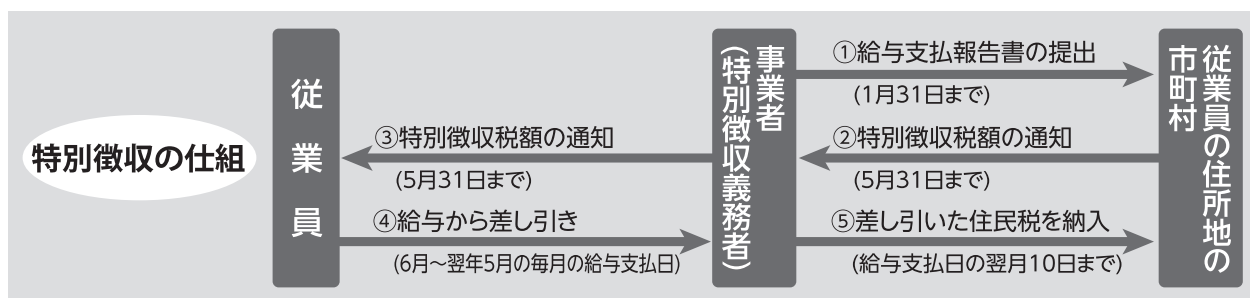 特別徴収の仕組
従業員
③特別徴収税額の通知
(5月31日まで)
④給与から差し引き
(6月～翌年5月の毎月の給与支払日)
事業者
(特別徴収義務者)
①給与支払報告書の提出
(1月31日まで)
②特別徴収税額の通知
(5月31日まで)
⑤差し引いた住民税を納入
(給与支払日の翌月10日まで)
従業員の住所地の
市町村